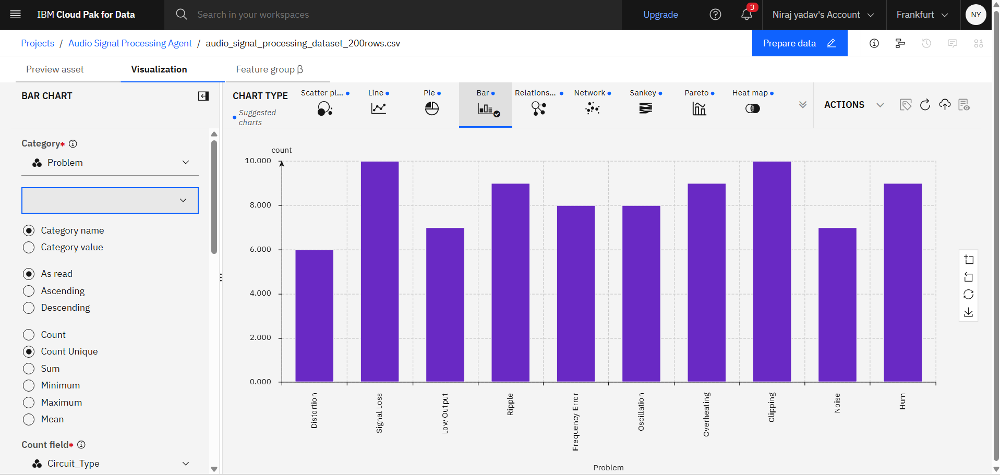 IBM Cloud Pak for Data
Search in your workspaces
Upgrade
3
Niraj yadav's Account
Frankfurt
NY
Projects / Audio Signal Processing Agent / audio_signal_processing_dataset_200rows.csv
Prepare data
Preview asset
Visualization
Feature group β
BAR CHART
CHART TYPE
Suggested
charts
Scatter pl...
Line
Pie
Bar
Relations...
Network
Sankey
Pareto
Heat map
ACTIONS
Category*
Problem
Category name
Category value
As read
Ascending
Descending
Count
Count Unique
Sum
Minimum
Maximum
Mean
Count field*
Circuit_Type
count
10.000
8.000
6.000
4.000
2.000
0.000
Distortion
Signal Loss
Low Output
Ripple
Frequency Error
Oscillation
Overheating
Clipping
Noise
Hum
Problem